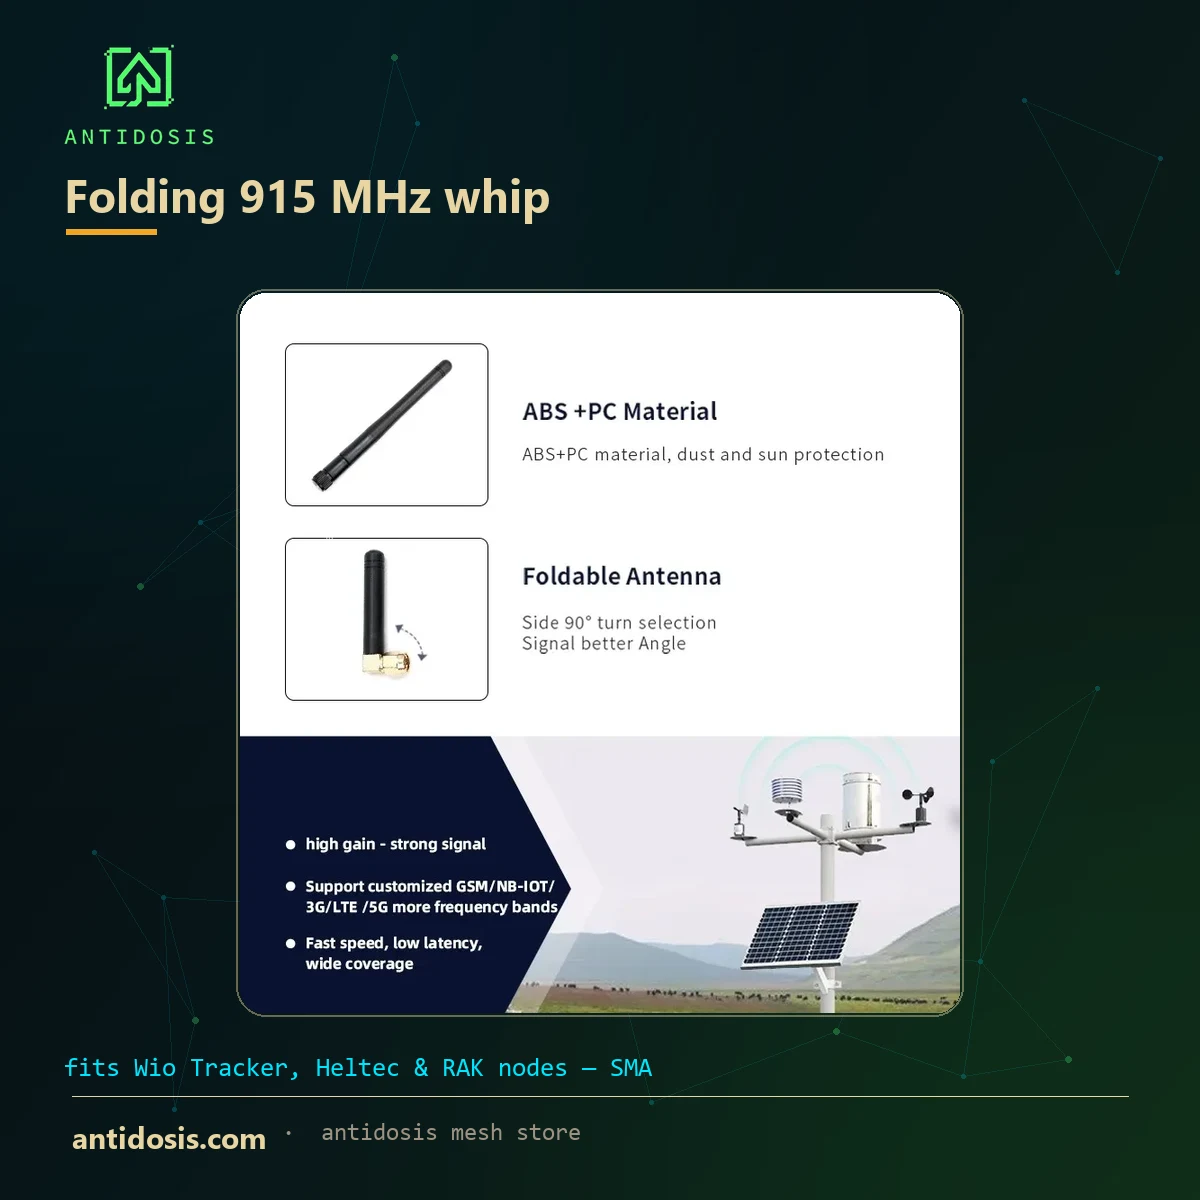 ANTIDOSIS
Folding 915 MHz whip
ABS +PC Material
ABS+PC material, dust and sun protection
Foldable Antenna
Side 90° turn selection
Signal better Angle
● high gain - strong signal
● Support customized GSM/NB-IOT/
3G/LTE /5G more frequency bands
● Fast speed, low latency,
wide coverage
fits Wio Tracker, Heltec & RAK nodes — SMA
antidosis.com · antidosis mesh store